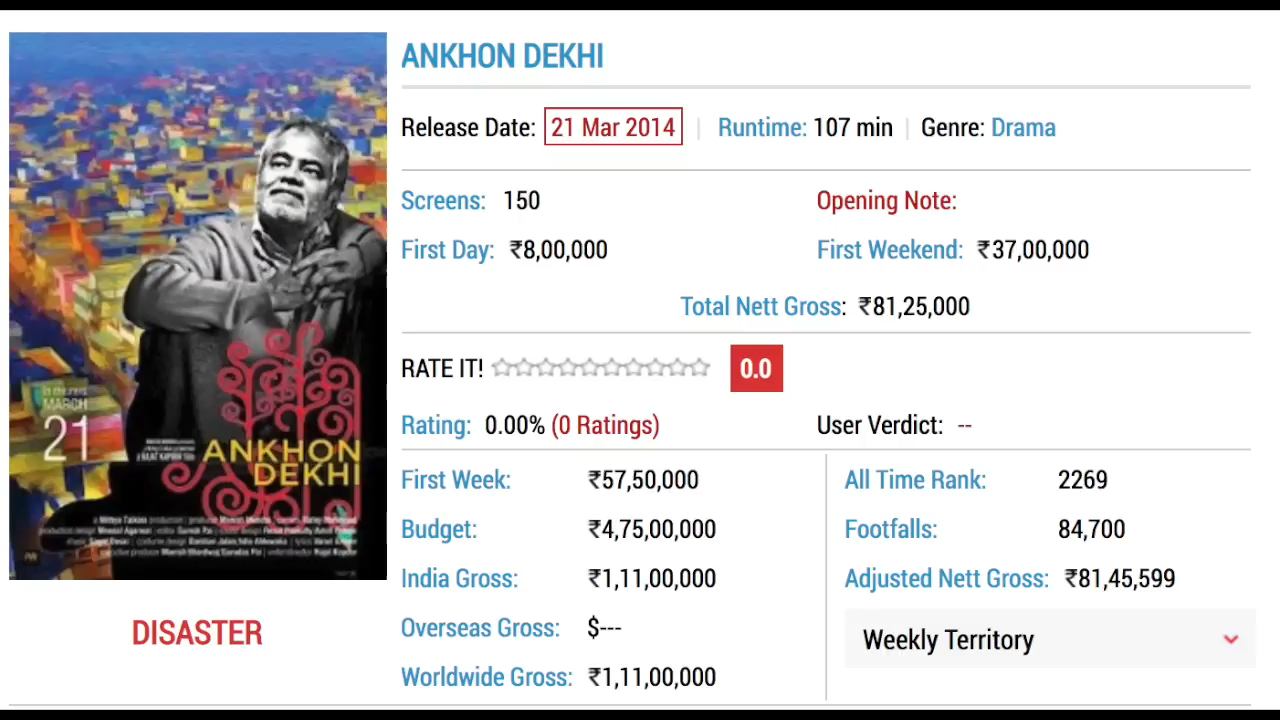 ANKHON DEKHI
Release Date: 21 Mar 2014 | Runtime: 107 min | Genre: Drama
Screens: 150 Opening Note:
First Day: ₹8,00,000 First Weekend: ₹37,00,000
Total Nett Gross: ₹81,25,000
RATE IT! 0.0
Rating: 0.00% (0 Ratings) User Verdict: --
First Week: ₹57,50,000
Budget: ₹4,75,00,000
India Gross: ₹1,11,00,000
Overseas Gross: $---
Worldwide Gross: ₹1,11,00,000
All Time Rank: 2269
Footfalls: 84,700
Adjusted Nett Gross: ₹81,45,599
Weekly Territory
MARCH
21
ANKHON
DEKHI
DISASTER